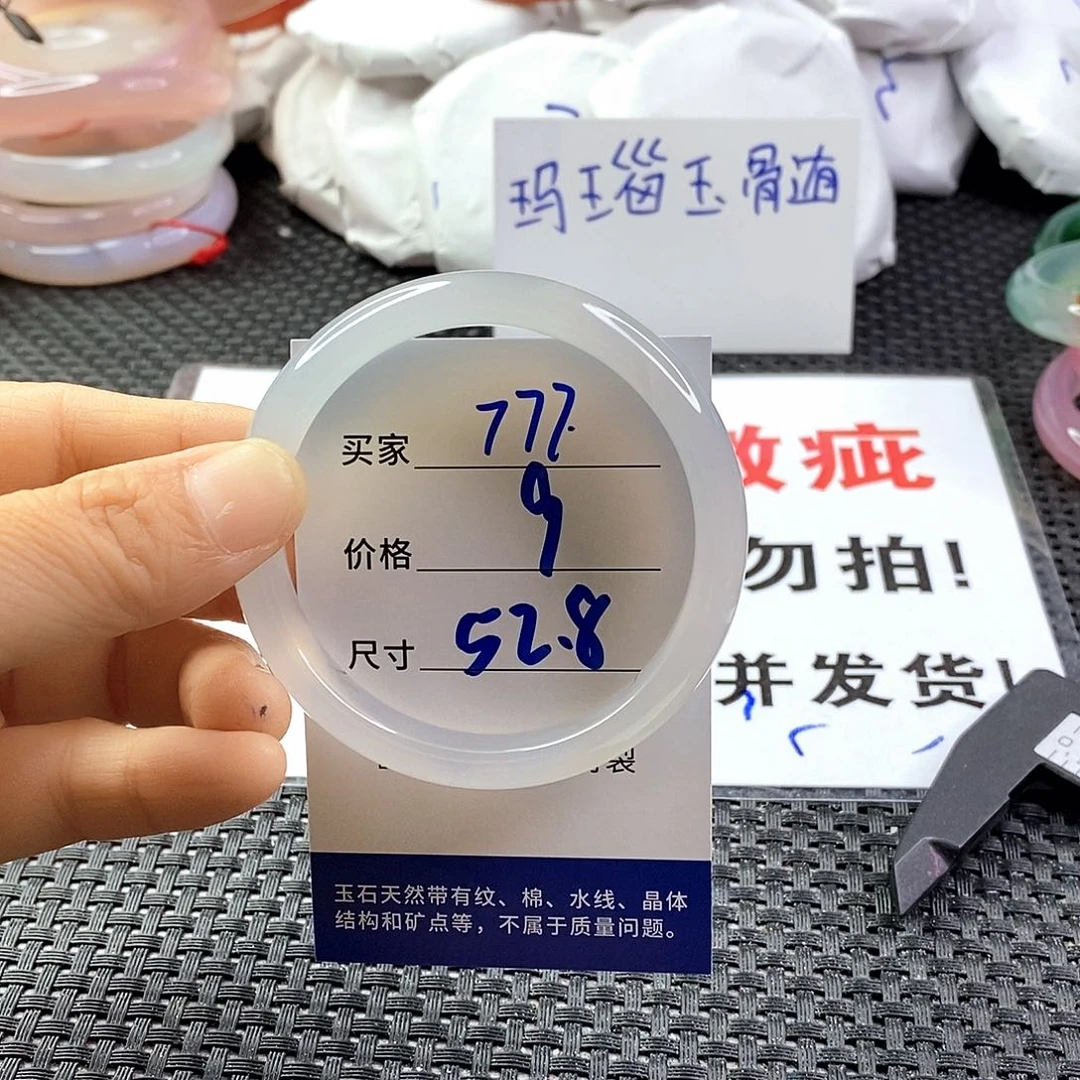 玛瑙玉骨髓
买家 777.
价格 9
尺寸 52.8
疵
勿拍!
并发货!
制
玉石天然带有纹、棉、水线、晶体
结构和矿点等，不属于质量问题。